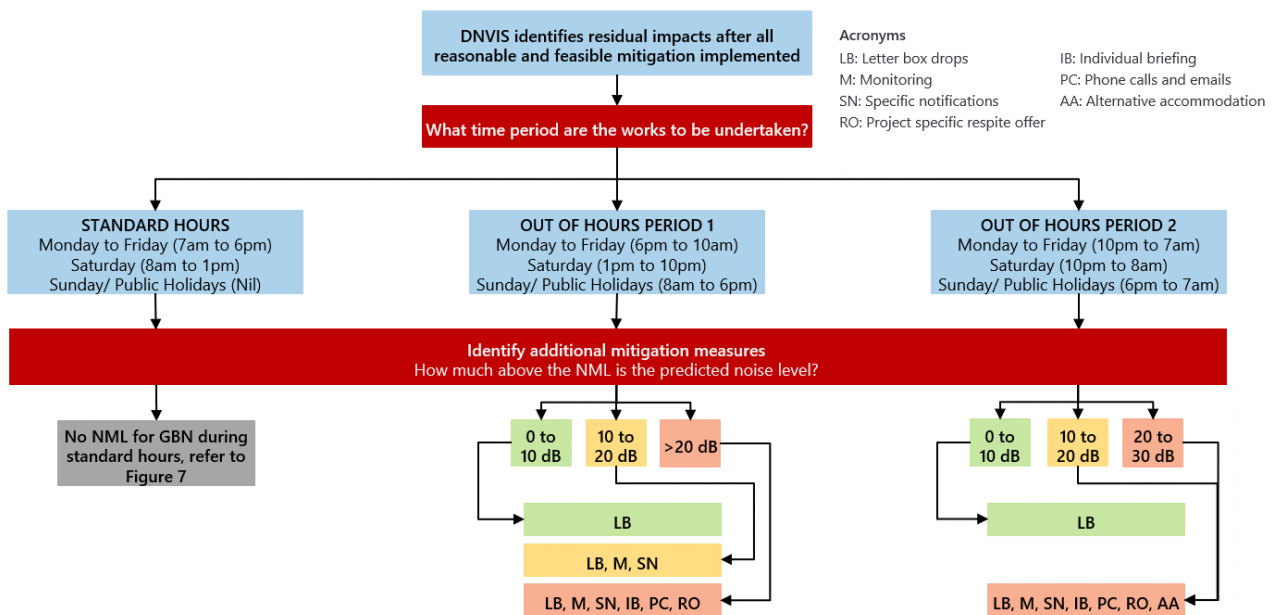 DNVIS identifies residual impacts after all
reasonable and feasible mitigation implemented
Acronyms
LB: Letter box drops
IB: Individual briefing
M: Monitoring
PC: Phone calls and emails
SN: Specific notifications
AA: Alternative accommodation
RO: Project specific respite offer
What time period are the works to be undertaken?
STANDARD HOURS
Monday to Friday (7am to 6pm)
Saturday (8am to 1pm)
Sunday/ Public Holidays (Nil)
OUT OF HOURS PERIOD 1
Monday to Friday (6pm to 10am)
Saturday (1pm to 10pm)
Sunday/ Public Holidays (8am to 6pm)
OUT OF HOURS PERIOD 2
Monday to Friday (10pm to 7am)
Saturday (10pm to 8am)
Sunday/ Public Holidays (6pm to 7am)
Identify additional mitigation measures
How much above the NML is the predicted noise level?
No NML for GBN during
standard hours, refer to
Figure 7
0 to
10 dB
10 to
20 dB
>20 dB
LB
LB, M, SN
LB, M, SN, IB, PC, RO
0 to
10 dB
10 to
20 dB
20 to
30 dB
LB
LB, M, SN, IB, PC, RO, AA